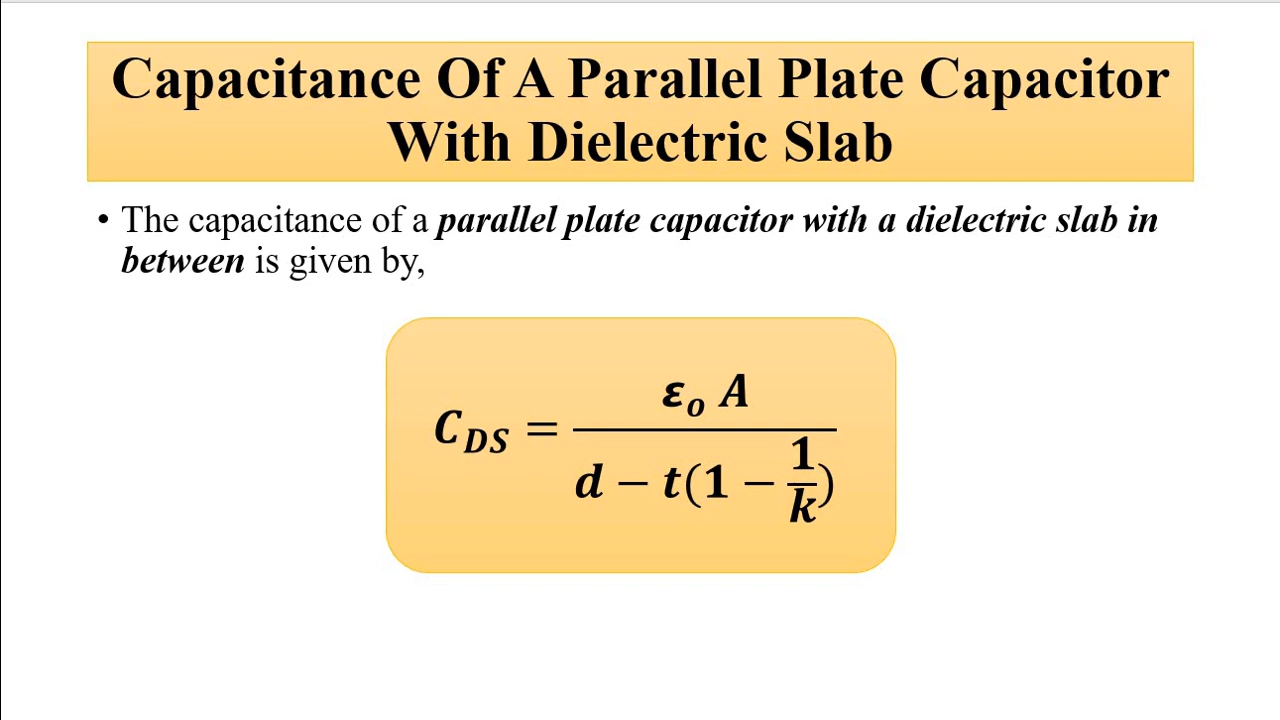 Capacitance Of A Parallel Plate Capacitor
With Dielectric Slab
• The capacitance of a parallel plate capacitor with a dielectric slab in
between is given by,
C_DS = ε_o A / (d − t(1 − 1/k))